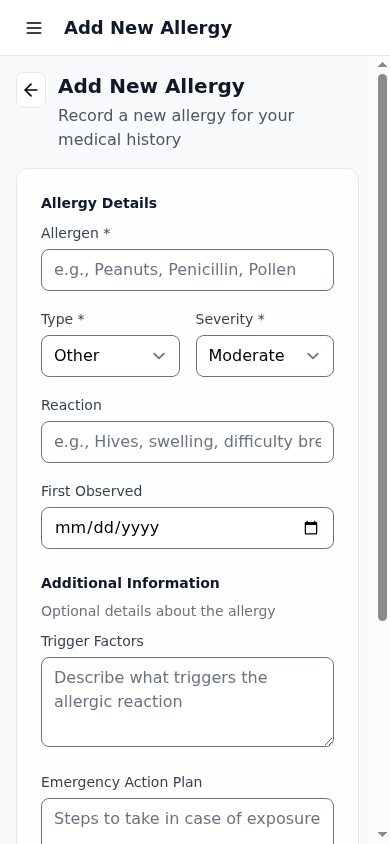 Add New Allergy
Add New Allergy
Record a new allergy for your
medical history
Allergy Details
Allergen *
e.g., Peanuts, Penicillin, Pollen
Type *
Severity *
Other
Moderate
Reaction
e.g., Hives, swelling, difficulty bre
First Observed
mm/dd/yyyy
Additional Information
Optional details about the allergy
Trigger Factors
Describe what triggers the
allergic reaction
Emergency Action Plan
Steps to take in case of exposure